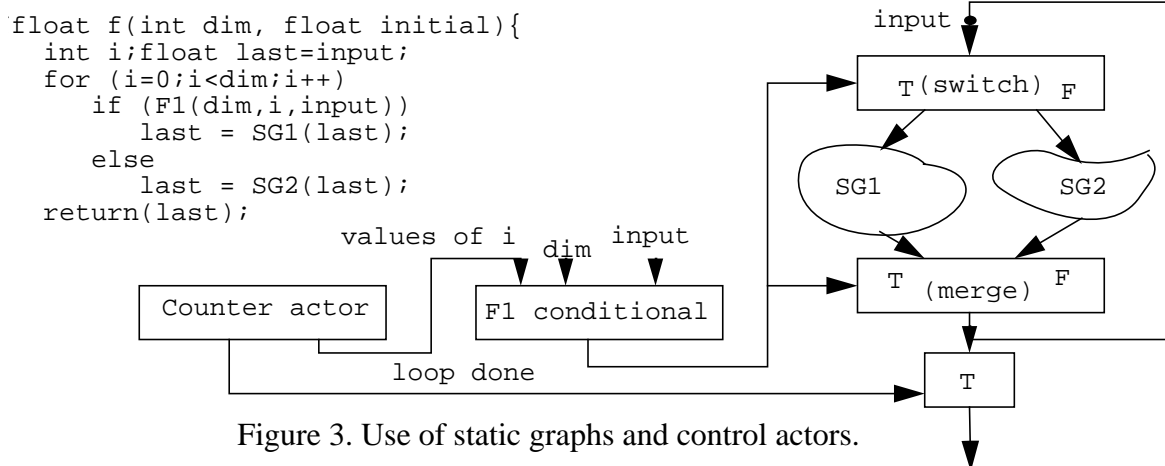 float f(int dim, float initial){
int i;float last=input;
for (i=0;i<dim;i++)
if (F1(dim,i,input))
last = SG1(last);
else
last = SG2(last);
return(last);
input
T (switch) F
SG1
SG2
values of i
dim
input
Counter actor
F1 conditional
T (merge) F
loop done
T
Figure 3. Use of static graphs and control actors.